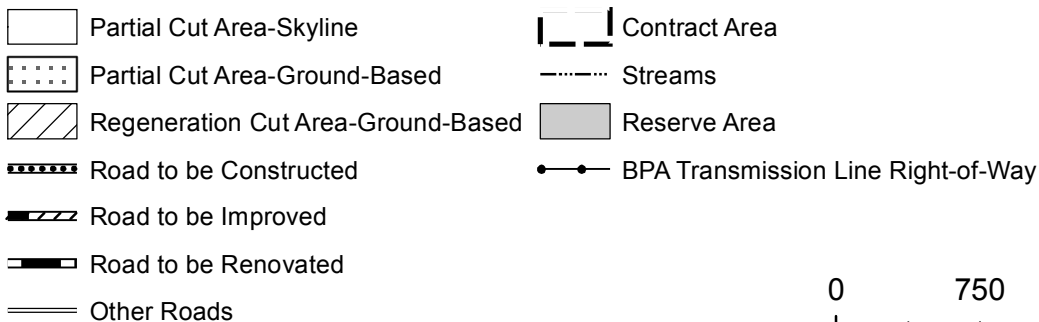 Partial Cut Area-Skyline
Partial Cut Area-Ground-Based
Regeneration Cut Area-Ground-Based
Road to be Constructed
Road to be Improved
Road to be Renovated
Other Roads
Contract Area
Streams
Reserve Area
BPA Transmission Line Right-of-Way
0 750